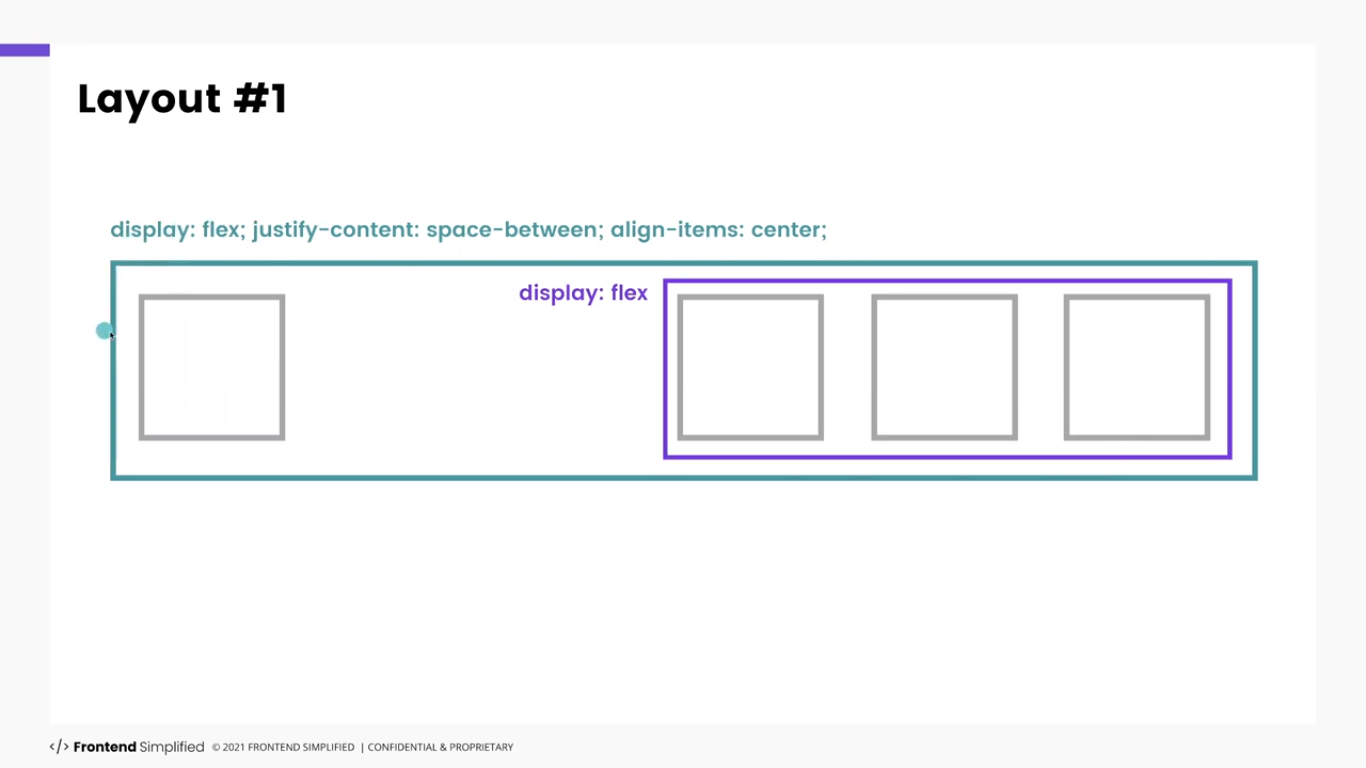 Layout #1
display: flex; justify-content: space-between; align-items: center;
display: flex
</> Frontend Simplified © 2021 FRONTEND SIMPLIFIED | CONFIDENTIAL & PROPRIETARY